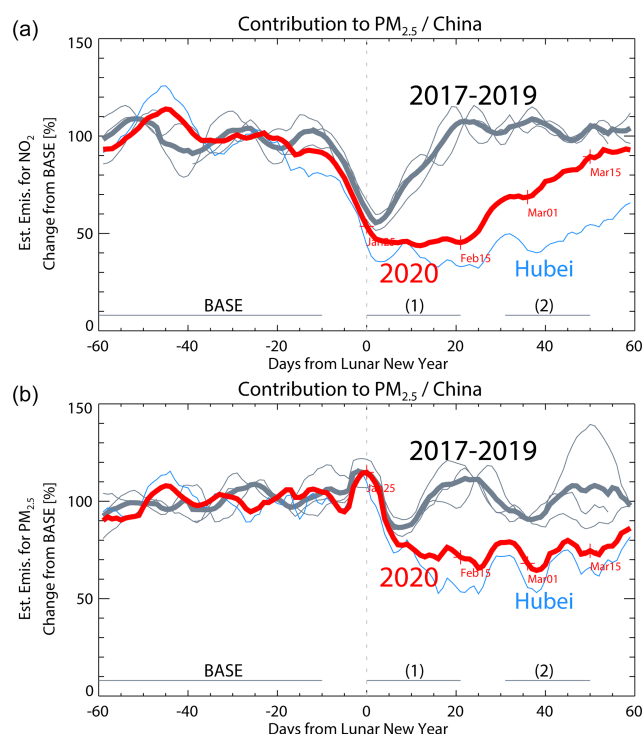 (a)
Contribution to PM2.5 / China
Est. Emis. for NO2
Change from BASE [%]
150
100
50
0
2017-2019
Jan25
Feb15
Mar01
Mar15
2020
Hubei
BASE
(1)
(2)
-60
-40
-20
0
20
40
60
Days from Lunar New Year
(b)
Contribution to PM2.5 / China
Est. Emis. for PM2.5
Change from BASE [%]
150
100
50
0
2017-2019
Jan25
2020
Feb15
Mar01
Mar15
Hubei
BASE
(1)
(2)
-60
-40
-20
0
20
40
60
Days from Lunar New Year